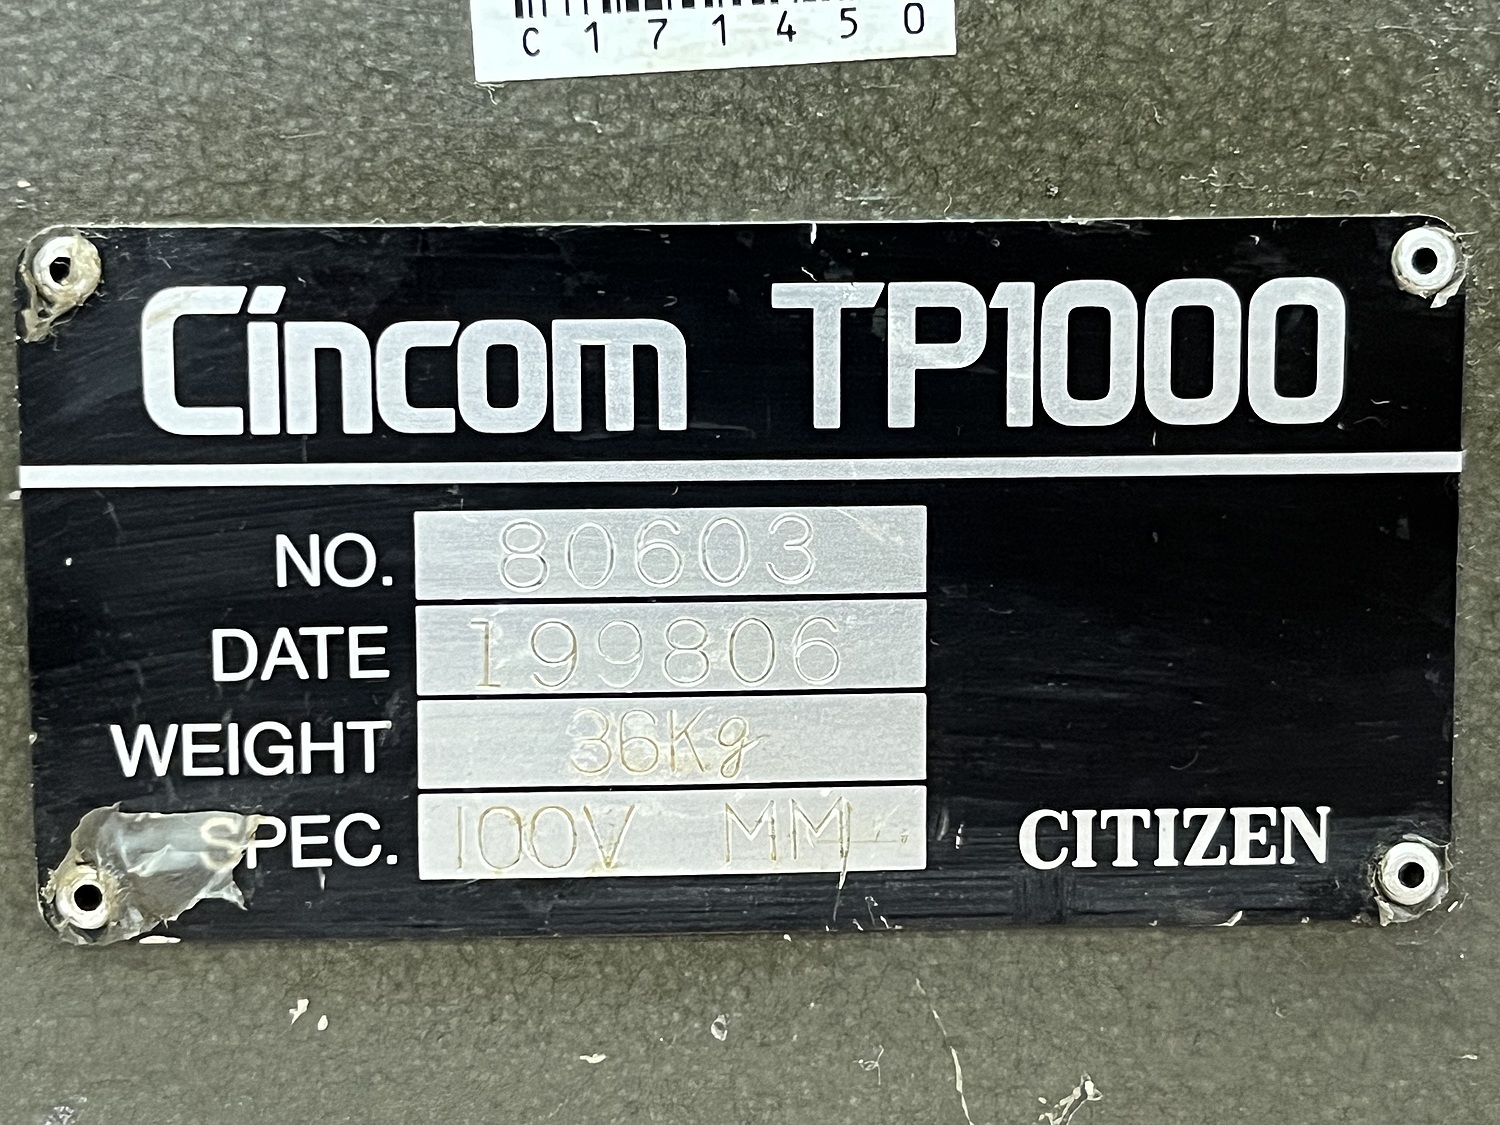 C171450
Cincom TP1000
NO. 80603
DATE 199806
WEIGHT 36Kg
SPEC. 100V MM
CITIZEN